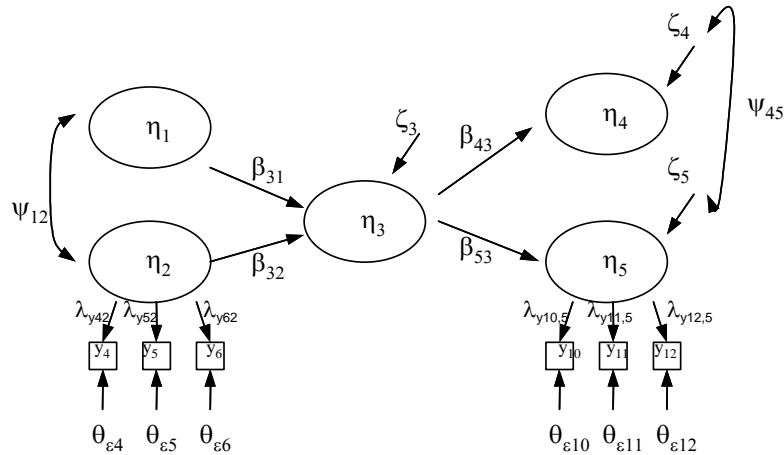 ζ₄
η₁
η₄
ψ₄₅
ζ₃
β₄₃
β₃₁
ζ₅
η₃
ψ₁₂
η₂
β₃₂
β₅₃
η₅
λy42 λy52 λy62
λy10,5 λy11,5 λy12,5
y₄ y₅ y₆
y₁₀ y₁₁ y₁₂
θε4 θε5 θε6
θε10 θε11 θε12